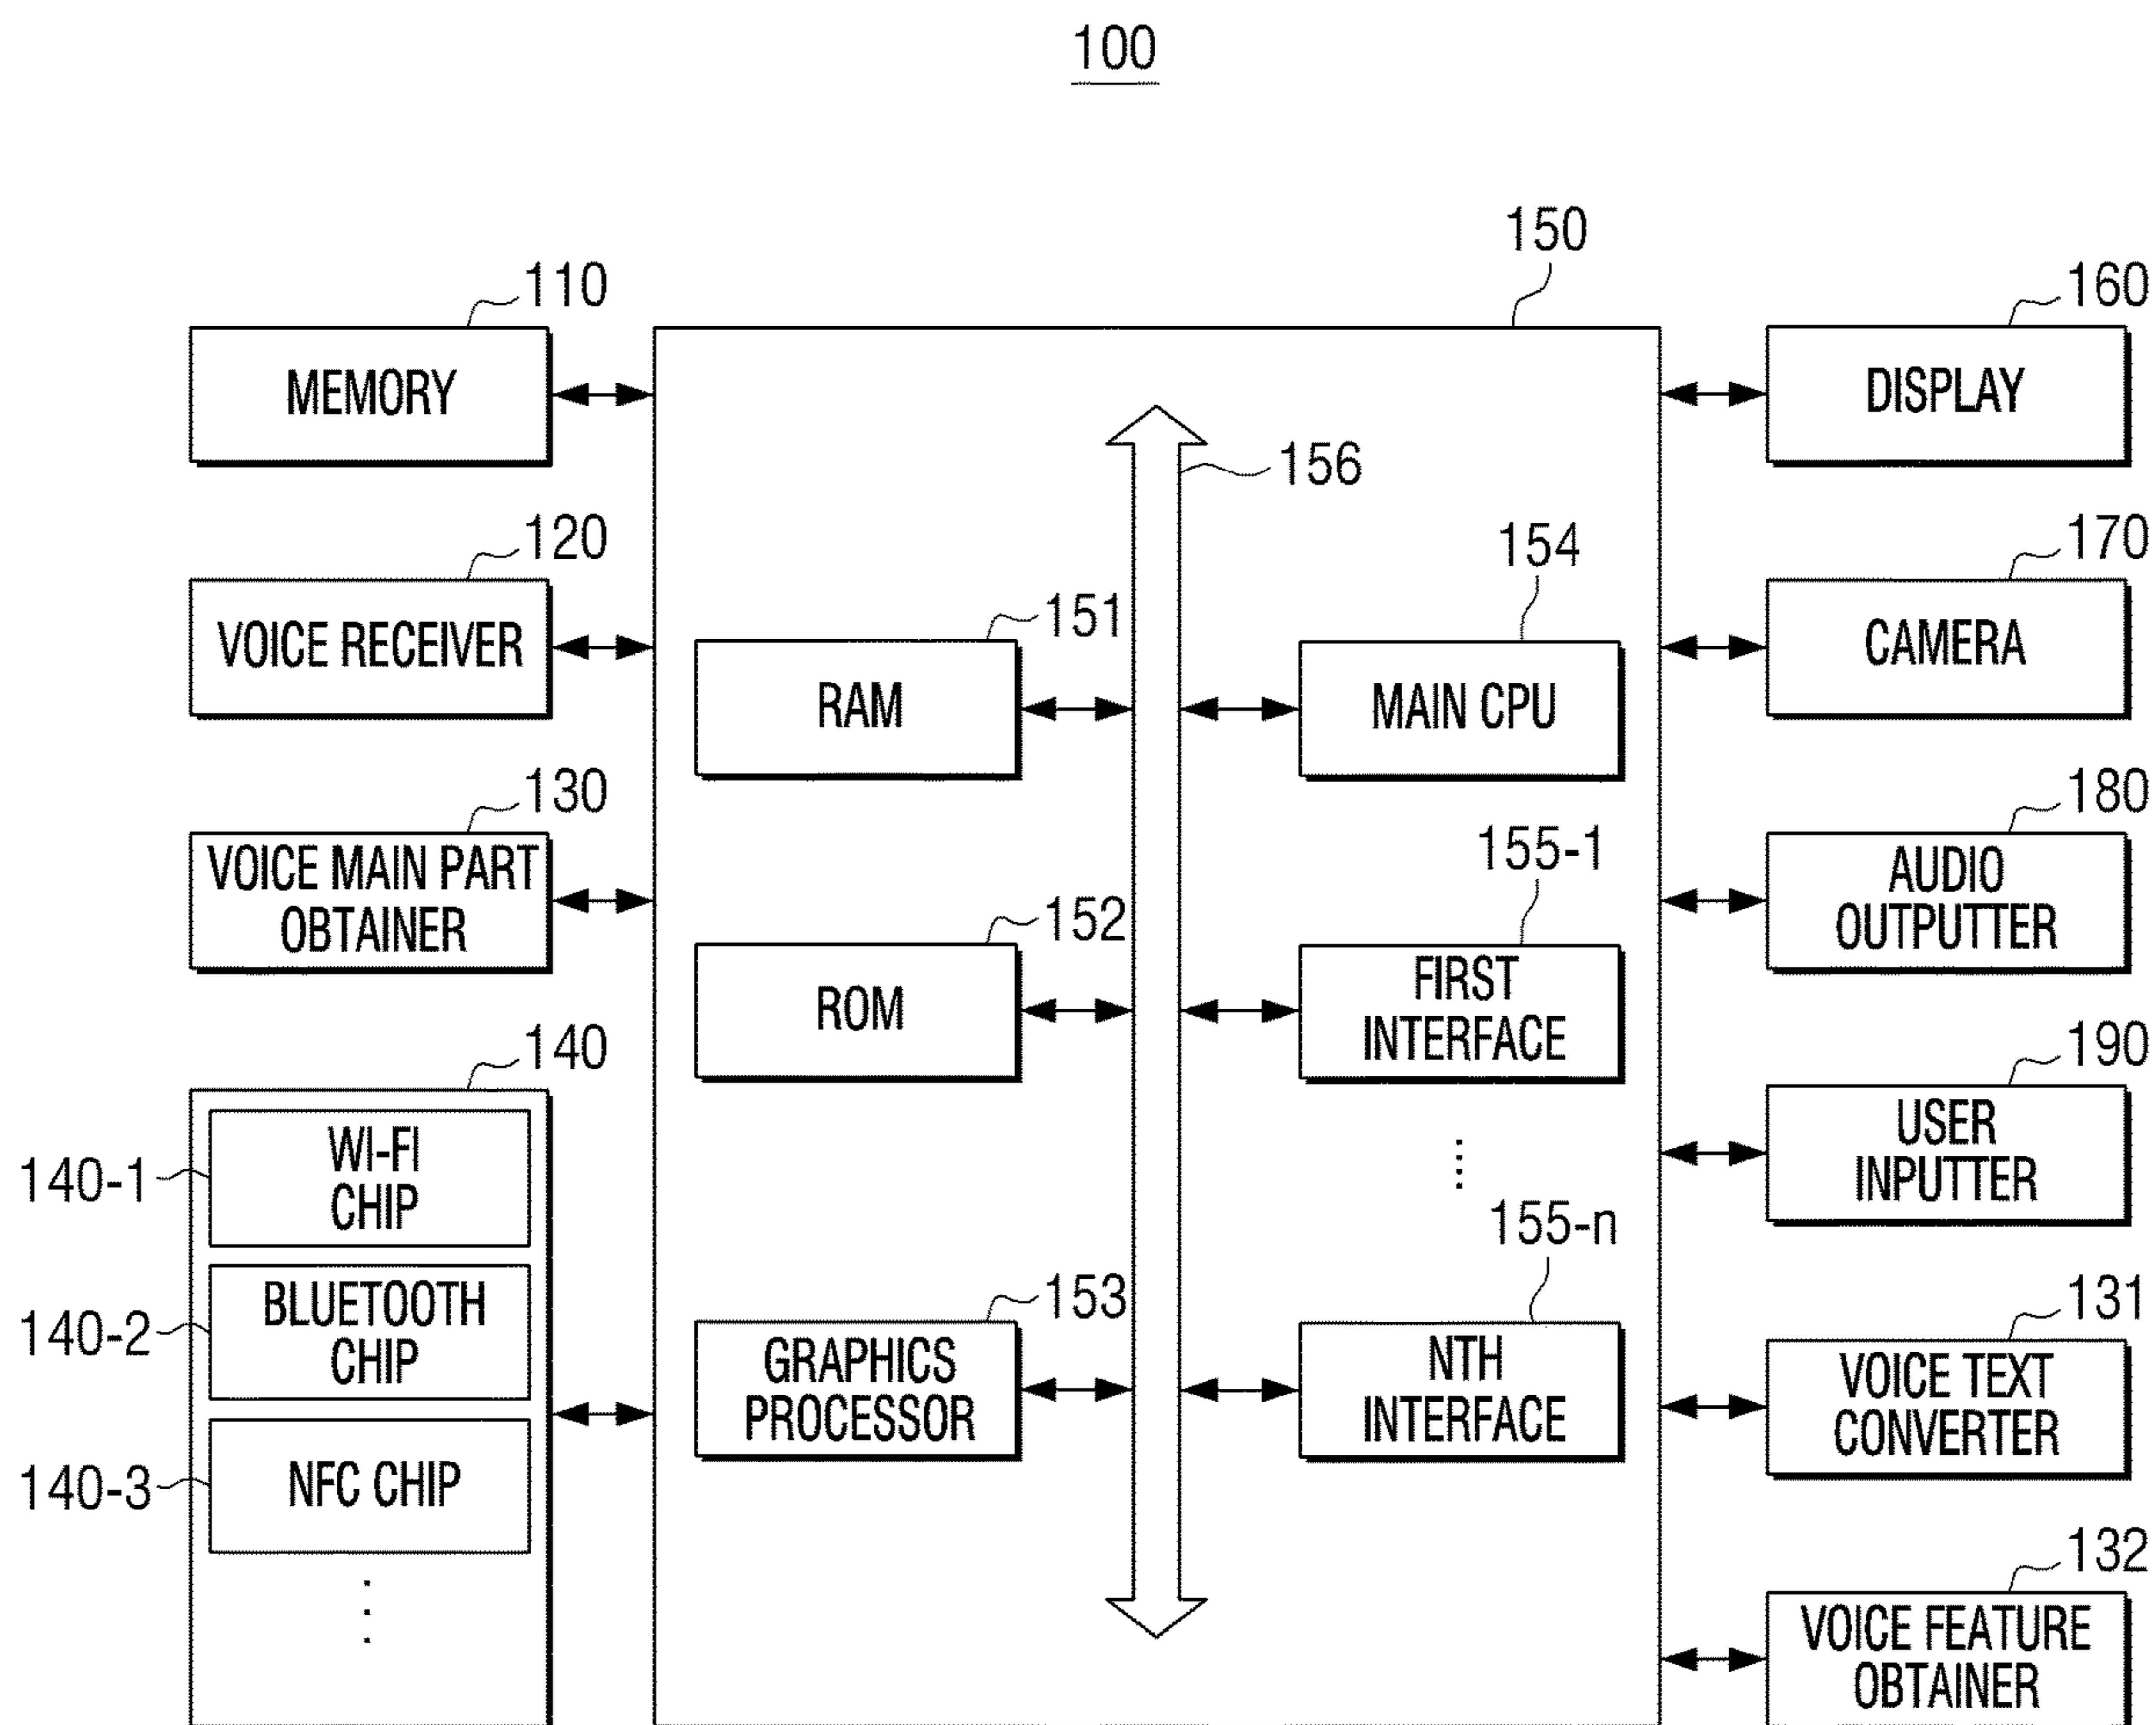 100
150
110
MEMORY
120
VOICE RECEIVER
130
VOICE MAIN PART
OBTAINER
140
140-1
WI-FI
CHIP
140-2
BLUETOOTH
CHIP
140-3
NFC CHIP
156
151
RAM
152
ROM
153
GRAPHICS
PROCESSOR
154
MAIN CPU
155-1
FIRST
INTERFACE
155-n
NTH
INTERFACE
160
DISPLAY
170
CAMERA
180
AUDIO
OUTPUTTER
190
USER
INPUTTER
131
VOICE TEXT
CONVERTER
132
VOICE FEATURE
OBTAINER